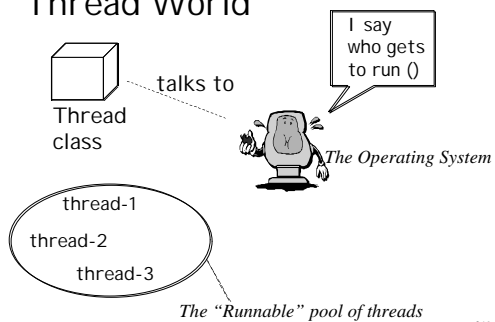 Thread World
I say
who gets
to run ()
talks to
Thread
class
The Operating System
thread-1
thread-2
thread-3
The “Runnable” pool of threads